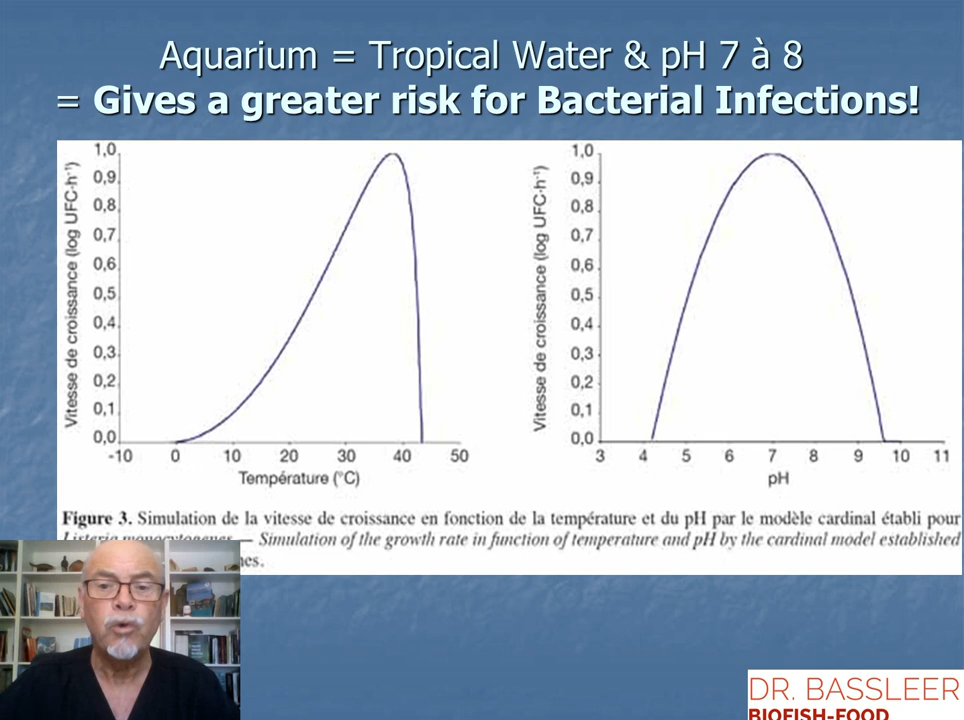 Aquarium = Tropical Water & pH 7 à 8
= Gives a greater risk for Bacterial Infections!
Vitesse de croissance (log UFC·h⁻¹)
1,0
0,9
0,8
0,7
0,6
0,5
0,4
0,3
0,2
0,1
0,0
-10 0 10 20 30 40 50
Température (°C)
Vitesse de croissance (log UFC·h⁻¹)
1,0
0,9
0,8
0,7
0,6
0,5
0,4
0,3
0,2
0,1
0,0
3 4 5 6 7 8 9 10 11
pH
Figure 3. Simulation de la vitesse de croissance en fonction de la température et du pH par le modèle cardinal établi pour
Listeria monocytogenes. — Simulation of the growth rate in function of temperature and pH by the cardinal model established
nes.
DR. BASSLEER
BIOFISH-FOOD